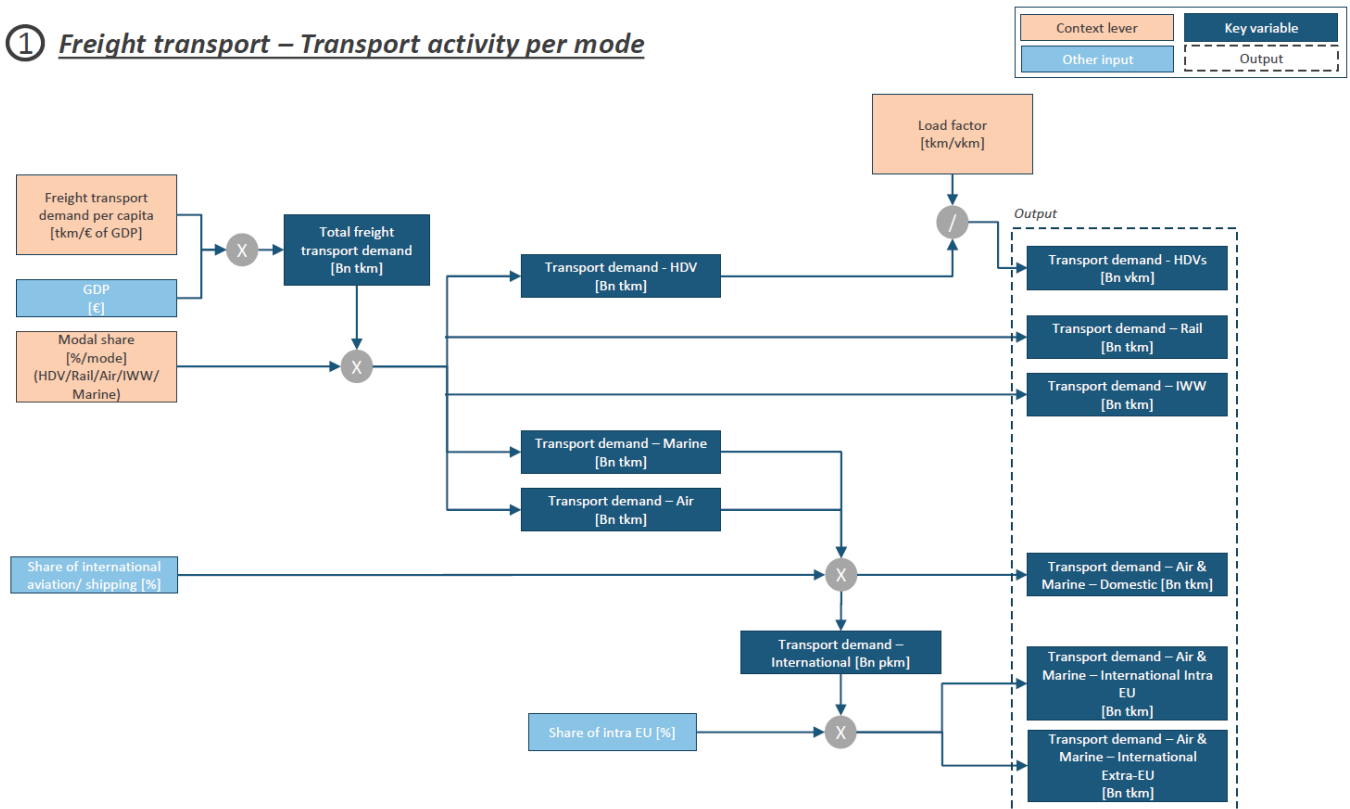 1 Freight transport – Transport activity per mode
Context lever
Key variable
Other input
Output
Load factor
[tkm/vkm]
Freight transport
demand per capita
[tkm/€ of GDP]
X
Total freight
transport demand
[Bn tkm]
GDP
[€]
Modal share
[%/mode]
(HDV/Rail/Air/IWW/
Marine)
X
/
Output
Transport demand - HDV
[Bn tkm]
Transport demand - HDVs
[Bn vkm]
Transport demand – Rail
[Bn tkm]
Transport demand – IWW
[Bn tkm]
Transport demand – Marine
[Bn tkm]
Transport demand – Air
[Bn tkm]
Share of international
aviation/ shipping [%]
X
Transport demand – Air &
Marine – Domestic [Bn tkm]
Transport demand –
International [Bn pkm]
Transport demand – Air &
Marine – International Intra
EU
[Bn tkm]
Share of intra EU [%]
X
Transport demand – Air &
Marine – International
Extra-EU
[Bn tkm]